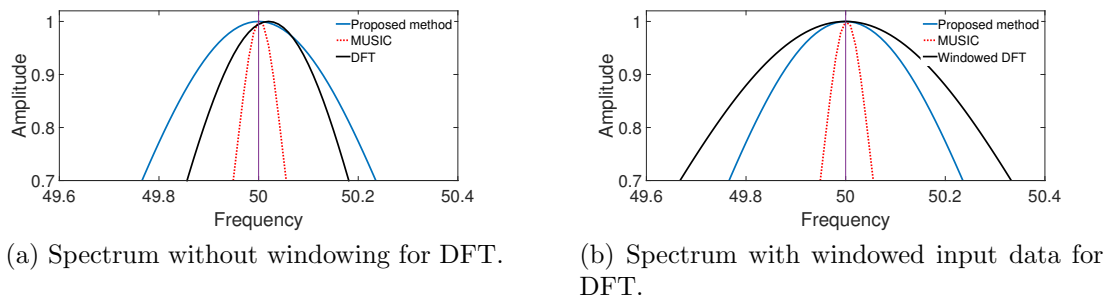 Amplitude
1
0.9
0.8
0.7
49.6
49.8
50
50.2
50.4
Frequency
Proposed method
MUSIC
DFT
(a) Spectrum without windowing for DFT.
Amplitude
1
0.9
0.8
0.7
49.6
49.8
50
50.2
50.4
Frequency
Proposed method
MUSIC
Windowed DFT
(b) Spectrum with windowed input data for
DFT.